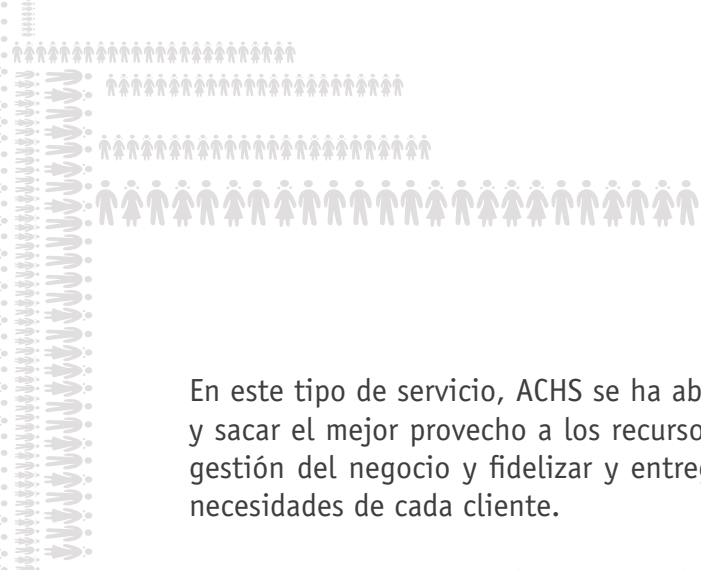 En este tipo de servicio, ACHS se ha ab
y sacar el mejor provecho a los recurso
gestión del negocio y fidelizar y entreg
necesidades de cada cliente.